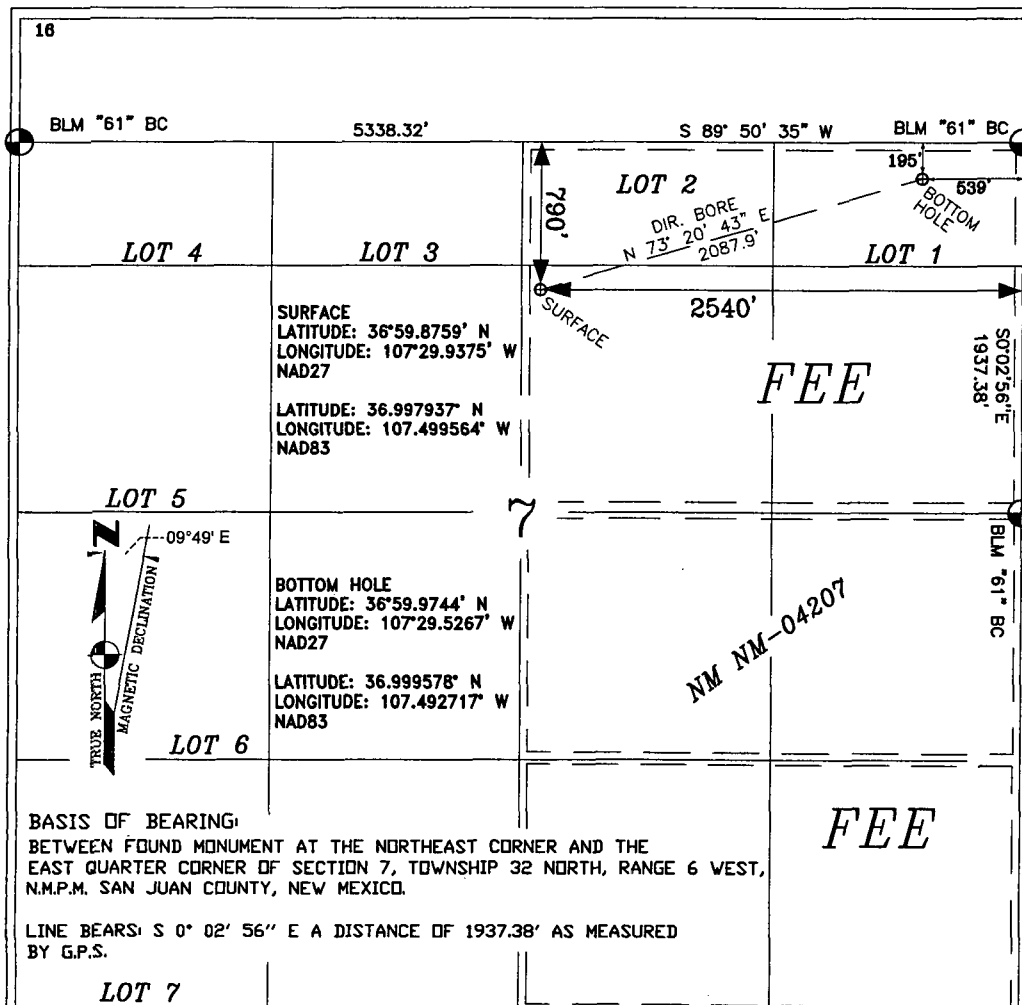 16
BLM "61" BC
5338.32'
S 89° 50' 35" W
BLM "61" BC
195'
539'
BOTTOM
HOLE
LOT 2
790'
DIR. BORE
N 73° 20' 43" E
2087.9'
LOT 4
LOT 3
LOT 1
SURFACE
2540'
SURFACE
LATITUDE: 36°59.8759' N
LONGITUDE: 107°29.9375' W
NAD27
LATITUDE: 36.997937° N
LONGITUDE: 107.499564° W
NAD83
FEE
S0°02'56"E
1937.38'
LOT 5
7
BLM "61" BC
09°49' E
N
TRUE NORTH
MAGNETIC DECLINATION
BOTTOM HOLE
LATITUDE: 36°59.9744' N
LONGITUDE: 107°29.5267' W
NAD27
LATITUDE: 36.999578° N
LONGITUDE: 107.492717° W
NAD83
NM NM-04207
LOT 6
FEE
BASIS OF BEARING:
BETWEEN FOUND MONUMENT AT THE NORTHEAST CORNER AND THE
EAST QUARTER CORNER OF SECTION 7, TOWNSHIP 32 NORTH, RANGE 6 WEST,
N.M.P.M. SAN JUAN COUNTY, NEW MEXICO.
LINE BEARS: S 0° 02' 56'' E A DISTANCE OF 1937.38' AS MEASURED
BY G.P.S.
LOT 7